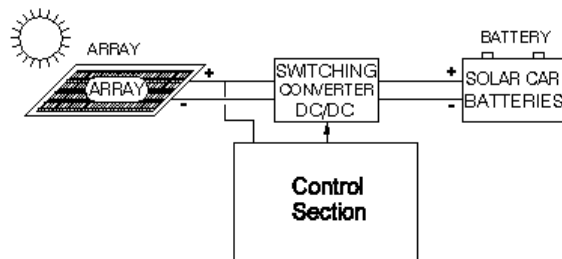 ARRAY
ARRAY
+
-
SWITCHING
CONVERTER
DC/DC
+
-
BATTERY
SOLAR CAR
BATTERIES
Control
Section